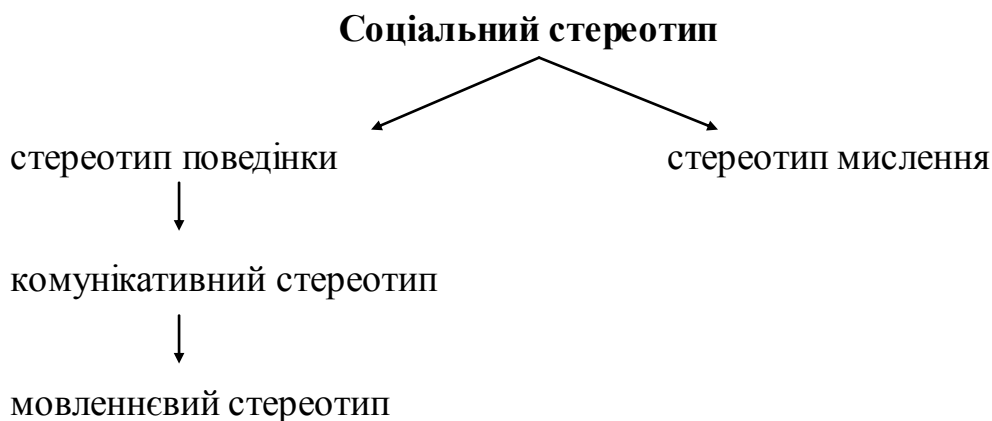 Соціальний стереотип
стереотип поведінки стереотип мислення
комунікативний стереотип
мовленнєвий стереотип